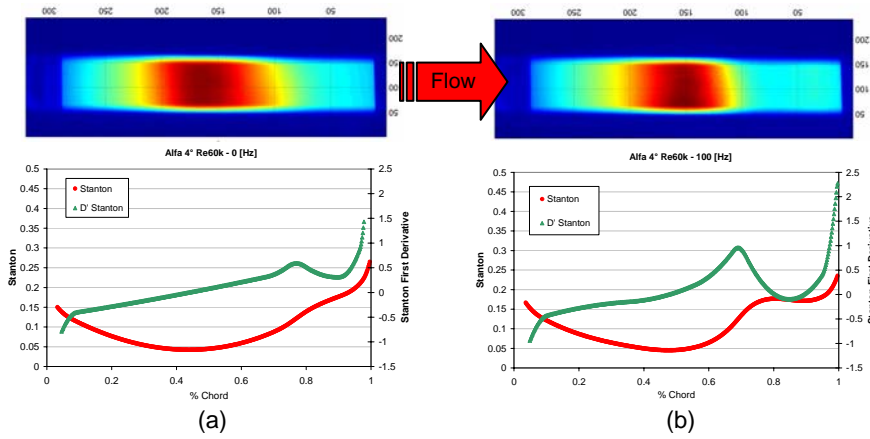 300 250 200 150 100 50
200
150
100
50
Flow
300 250 200 150 100 50
200
150
100
50
Alfa 4° Re60k - 0 [Hz]
Stanton
D' Stanton
0.5
0.45
0.4
0.35
0.3
0.25
0.2
0.15
0.1
0.05
0
Stanton
2.5
2
1.5
1
0.5
0
-0.5
-1
-1.5
Stanton First Derivative
0 0.2 0.4 0.6 0.8 1
% Chord
(a)
Alfa 4° Re60k - 100 [Hz]
Stanton
D' Stanton
0.5
0.45
0.4
0.35
0.3
0.25
0.2
0.15
0.1
0.05
0
Stanton
2.5
2
1.5
1
0.5
0
-0.5
-1
-1.5
Stanton First Derivative
0 0.2 0.4 0.6 0.8 1
% Chord
(b)